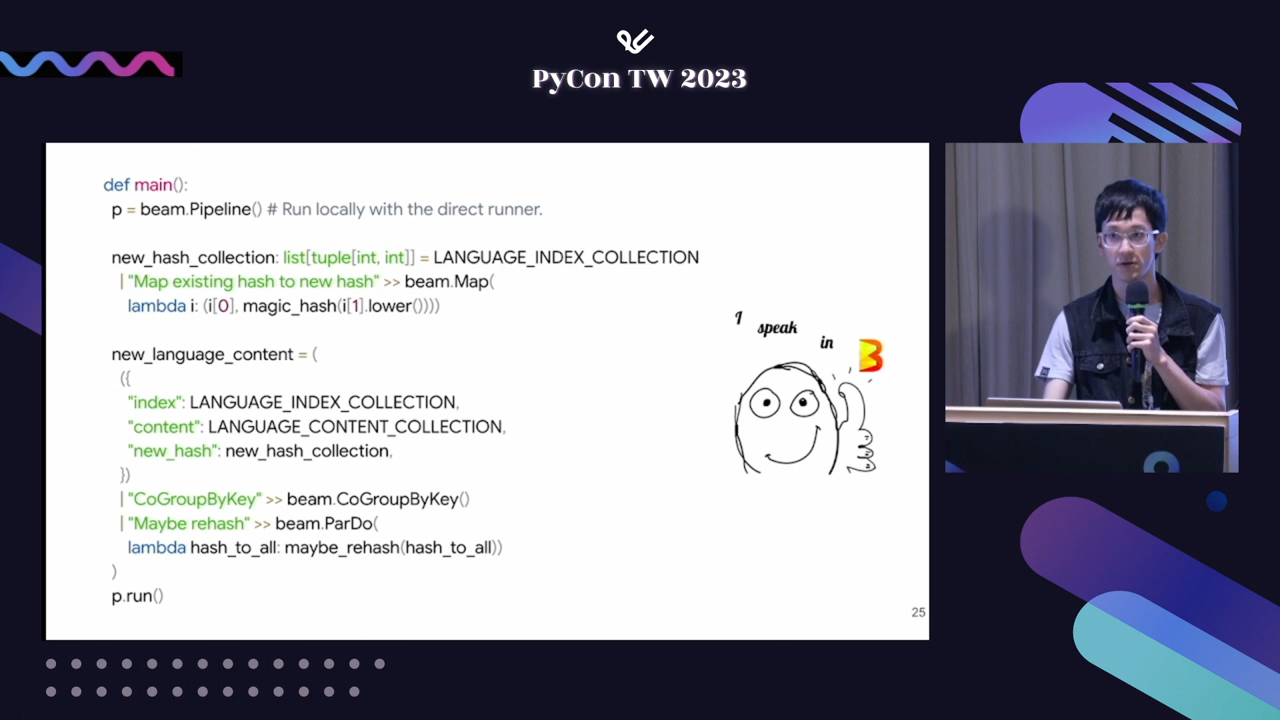 PyCon TW 2023
def main():
p = beam.Pipeline() # Run locally with the direct runner.
new_hash_collection: list[tuple[int, int]] = LANGUAGE_INDEX_COLLECTION
| "Map existing hash to new hash" >> beam.Map(
lambda i: (i[0], magic_hash(i[1].lower())))
new_language_content = (
({
"index": LANGUAGE_INDEX_COLLECTION,
"content": LANGUAGE_CONTENT_COLLECTION,
"new_hash": new_hash_collection,
})
| "CoGroupByKey" >> beam.CoGroupByKey()
| "Maybe rehash" >> beam.ParDo(
lambda hash_to_all: maybe_rehash(hash_to_all))
)
p.run()
I speak in B
25